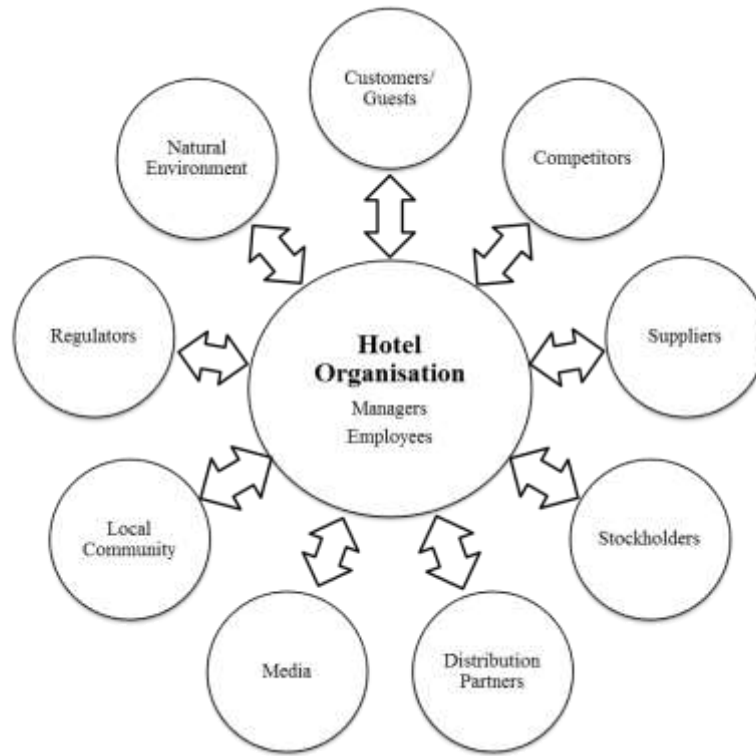 Customers/
Guests
Competitors
Suppliers
Stockholders
Distribution
Partners
Media
Local
Community
Regulators
Natural
Environment
Hotel
Organisation
Managers
Employees